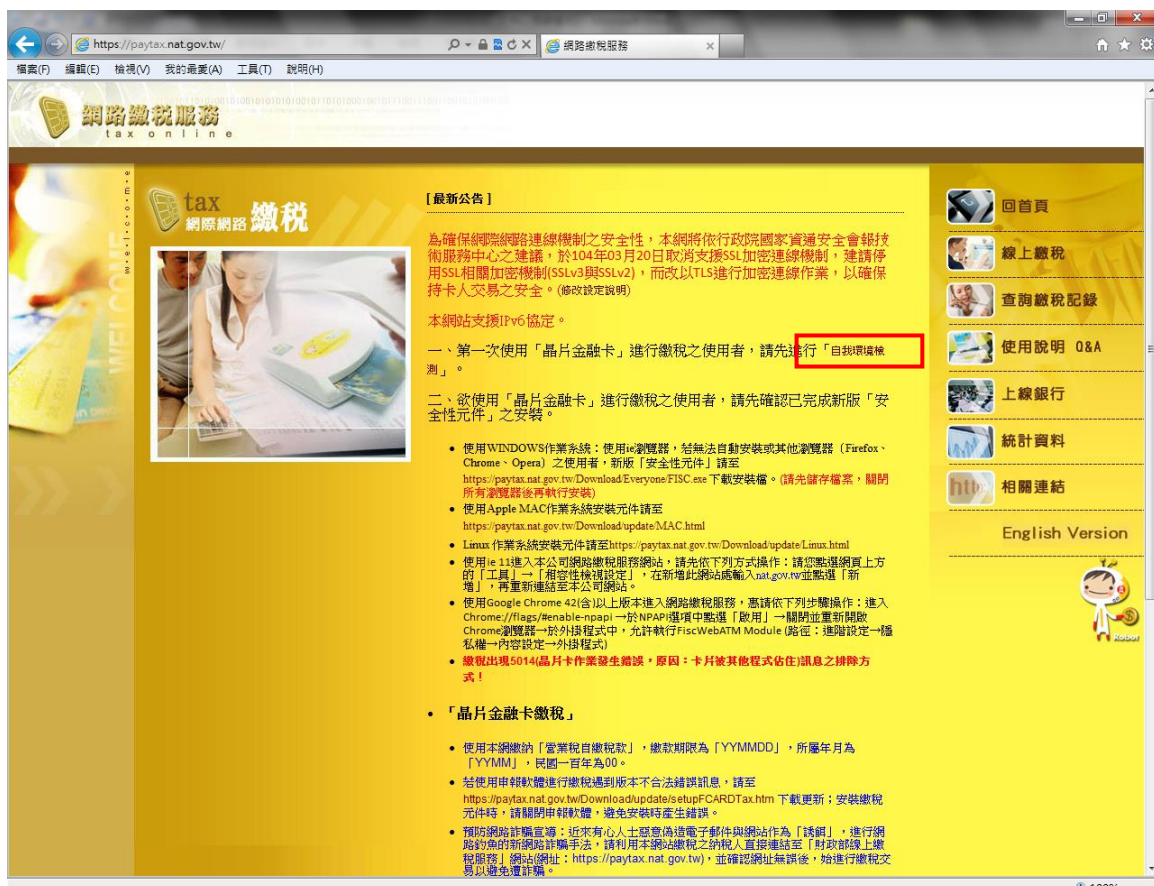 https://paytax.nat.gov.tw/
網路繳稅服務
檔案(F) 編輯(E) 檢視(V) 我的最愛(A) 工具(T) 說明(H)
網路繳稅服務
tax online
w·e·l·c·o·m·e
WELCOME
tax
網際網路 繳稅
[ 最新公告 ]
為確保網際網路連線機制之安全性，本網將依行政院國家資通安全會報技
術服務中心之建議，於104年03月20日取消支援SSL加密連線機制，建請停
用SSL相關加密機制(SSLv3與SSLv2)，而改以TLS進行加密連線作業，以確保
持卡人交易之安全。(修改設定說明)
本網站支援IPv6協定。
一、第一次使用「晶片金融卡」進行繳稅之使用者，請先進行「自我環境檢
測」。
二、欲使用「晶片金融卡」進行繳稅之使用者，請先確認已完成新版「安
全性元件」之安裝。
• 使用WINDOWS作業系統：使用ie瀏覽器，若無法自動安裝或其他瀏覽器（Firefox、
Chrome、Opera）之使用者，新版「安全性元件」請至
https://paytax.nat.gov.tw/Download/Everyone/FISC.exe 下載安裝檔。(請先儲存檔案，關閉
所有瀏覽器後再執行安裝)
• 使用Apple MAC作業系統安裝元件請至
https://paytax.nat.gov.tw/Download/update/MAC.html
• Linux 作業系統安裝元件請至https://paytax.nat.gov.tw/Download/update/Linux.html
• 使用ie 11進入本公司網路繳稅服務網站，請先依下列方式操作：請您點選網頁上方
的「工具」→「相容性檢視設定」，在新增此網站處輸入nat.gov.tw並點選「新
增」，再重新連結至本公司網站。
• 使用Google Chrome 42(含)以上版本進入網路繳稅服務，惠請依下列步驟操作：進入
Chrome://flags/#enable-npapi →於NPAPI選項中點選「啟用」→關閉並重新開啟
Chrome瀏覽器→於外掛程式中，允許執行FiscWebATM Module (路徑：進階設定→隱
私權→內容設定→外掛程式)
• 繳稅出現5014(晶片卡作業發生錯誤，原因：卡片被其他程式佔住)訊息之排除方
式！
• 「晶片金融卡繳稅」
• 使用本網繳納「營業稅自繳稅款」，繳款期限為「YYMMDD」，所屬年月為
「YYMM」，民國一百年為00。
• 若使用申報軟體進行繳稅遇到版本不合法錯誤訊息，請至
https://paytax.nat.gov.tw/Download/update/setupFCARDTax.htm 下載更新；安裝繳稅
元件時，請關閉申報軟體，避免安裝時產生錯誤。
• 預防網路詐騙宣導：近來有心人士惡意偽造電子郵件與網站作為「誘餌」，進行網
路釣魚的新網路詐騙手法，請利用本網站繳稅之納稅人直接連結至「財政部線上繳
稅服務」網站(網址：https://paytax.nat.gov.tw)，並確認網址無誤後，始進行繳稅交
易以避免遭詐騙。
回首頁
線上繳稅
查詢繳稅記錄
使用說明 Q&A
上線銀行
統計資料
相關連結
English Version
Robot